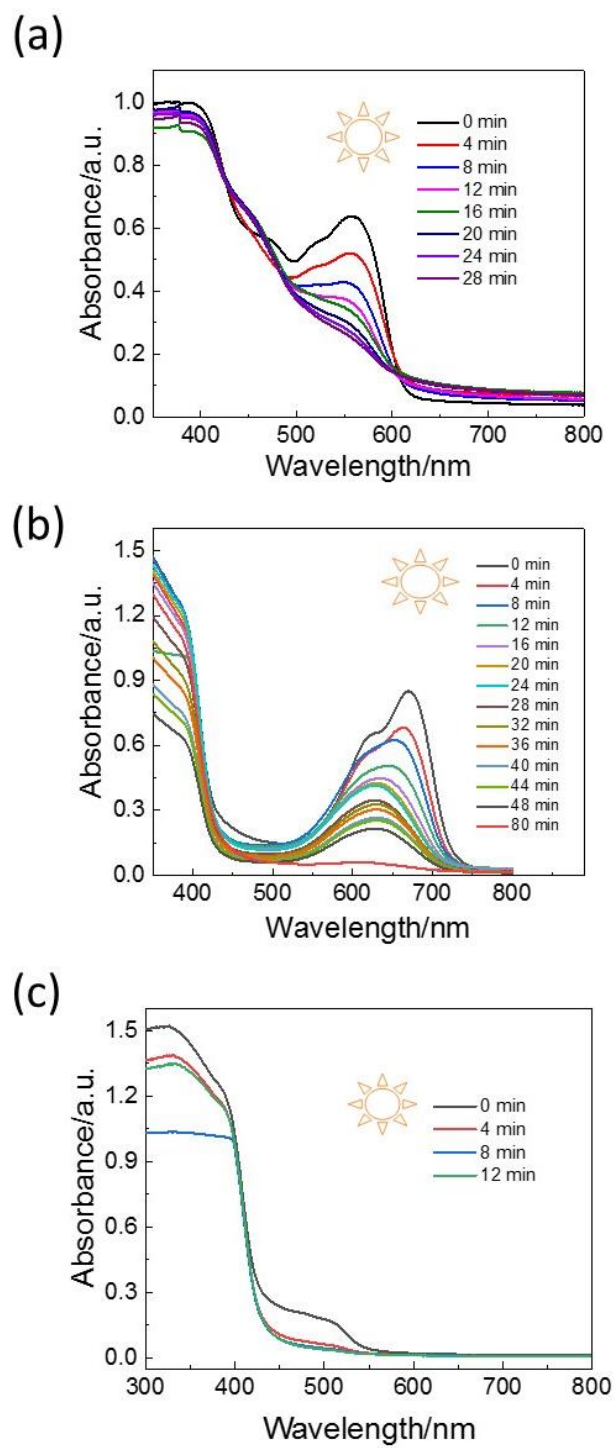 (a)
Absorbance/a.u.
1.0
0.8
0.6
0.4
0.2
0.0
0 min
4 min
8 min
12 min
16 min
20 min
24 min
28 min
400 500 600 700 800
Wavelength/nm
(b)
Absorbance/a.u.
1.5
1.2
0.9
0.6
0.3
0.0
0 min
4 min
8 min
12 min
16 min
20 min
24 min
28 min
32 min
36 min
40 min
44 min
48 min
80 min
400 500 600 700 800
Wavelength/nm
(c)
Absorbance/a.u.
1.5
1.2
0.9
0.6
0.3
0.0
0 min
4 min
8 min
12 min
300 400 500 600 700 800
Wavelength/nm